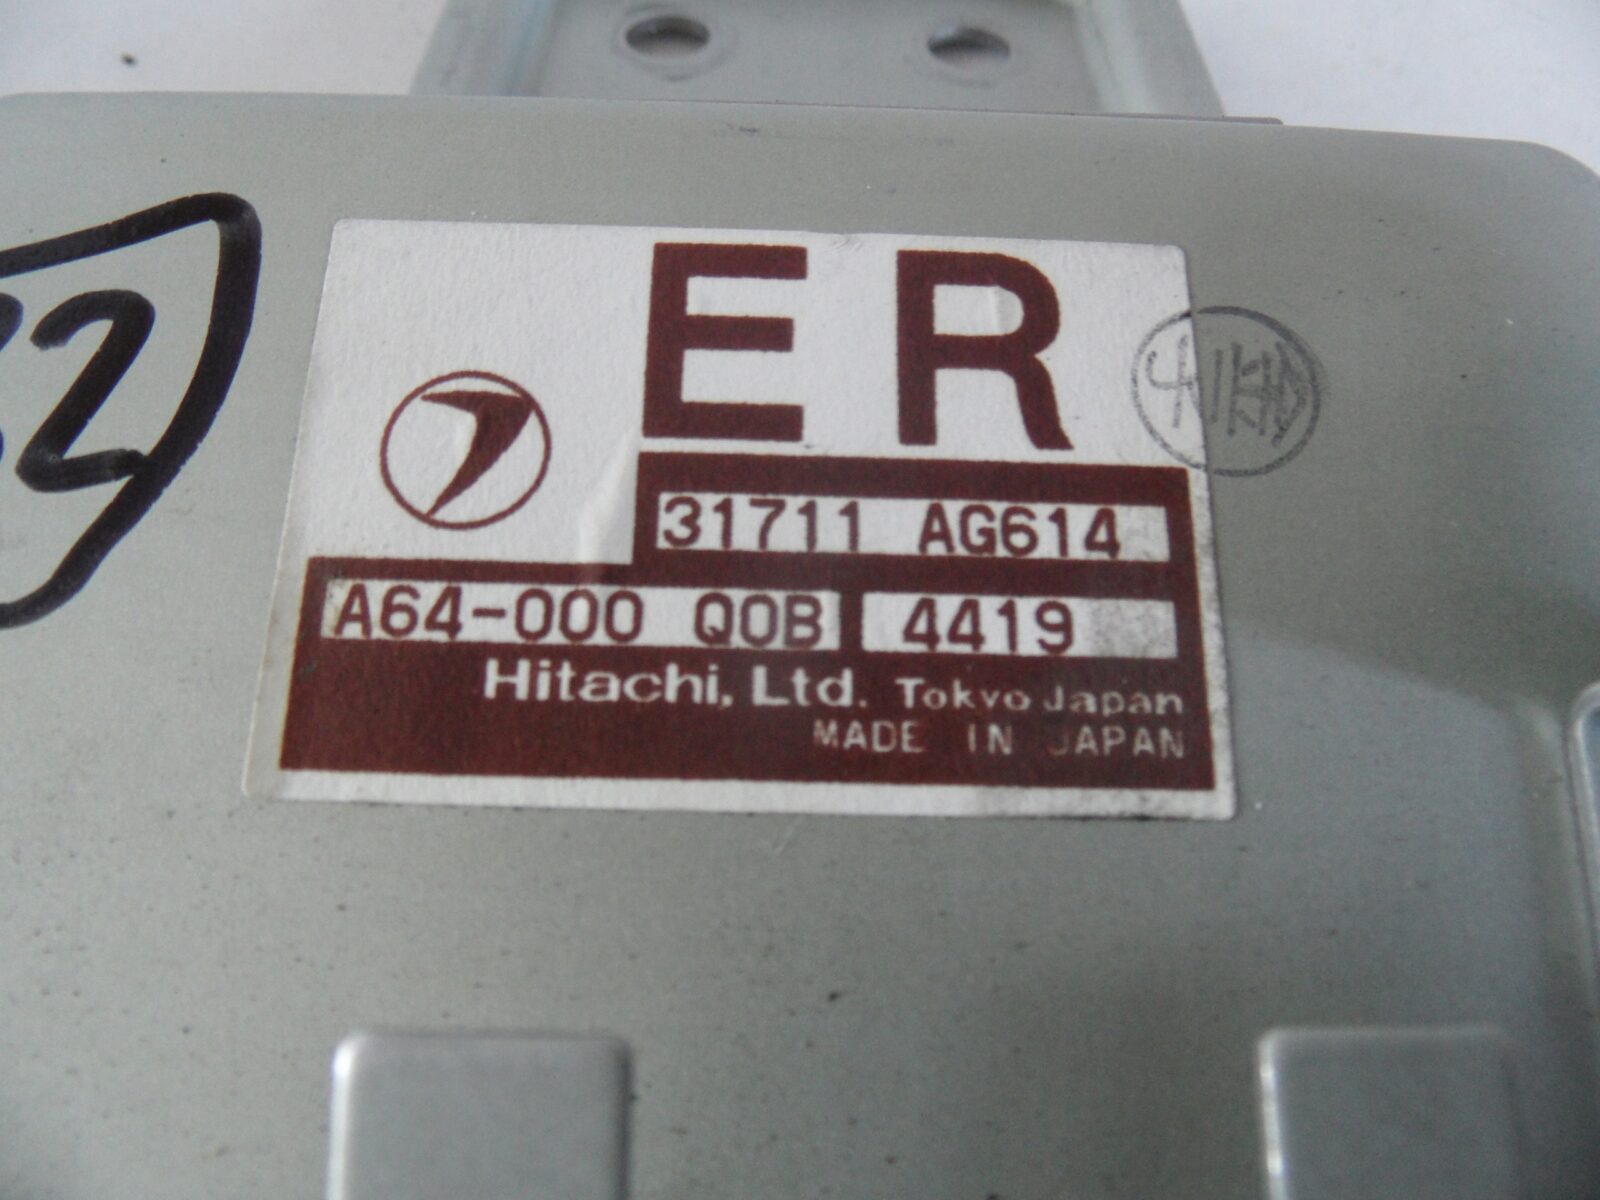 ER
31711 AG614
A64-000 Q0B 4419
Hitachi, Ltd. Tokyo Japan
MADE IN JAPAN
32